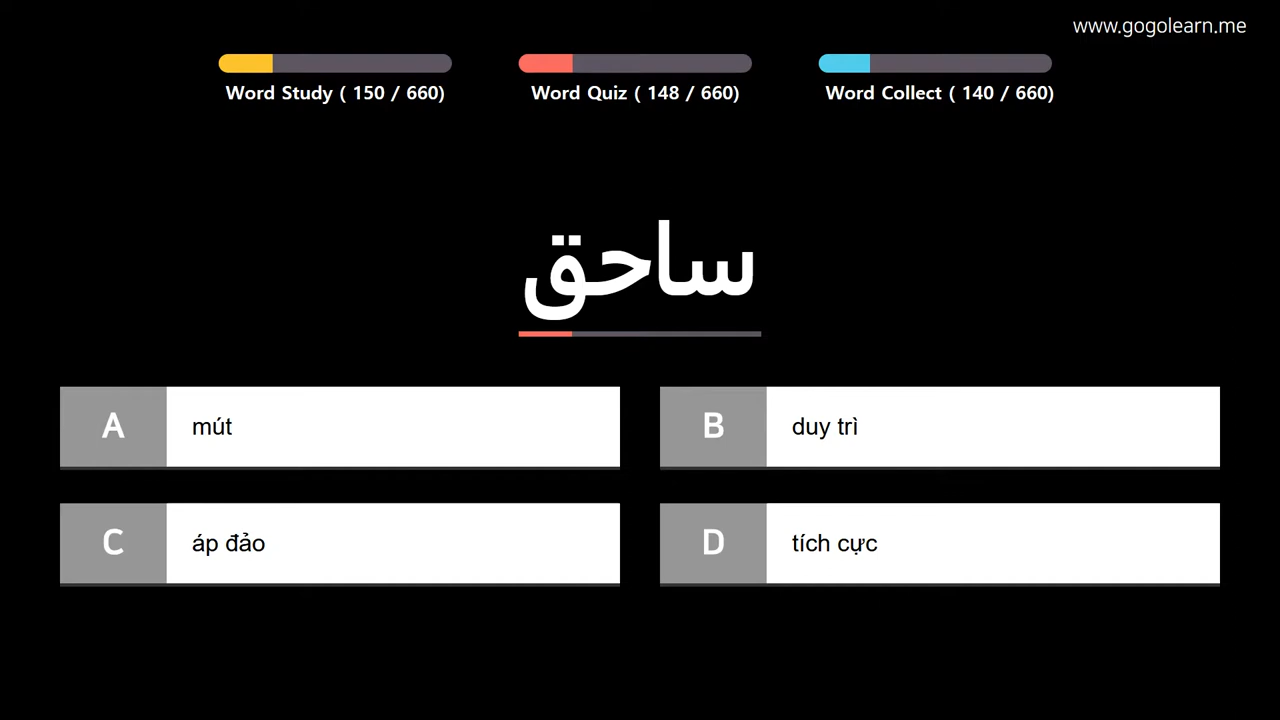 www.gogolearn.me
Word Study ( 150 / 660)
Word Quiz ( 148 / 660)
Word Collect ( 140 / 660)
ساحق
A mút
B duy trì
C áp đảo
D tích cực